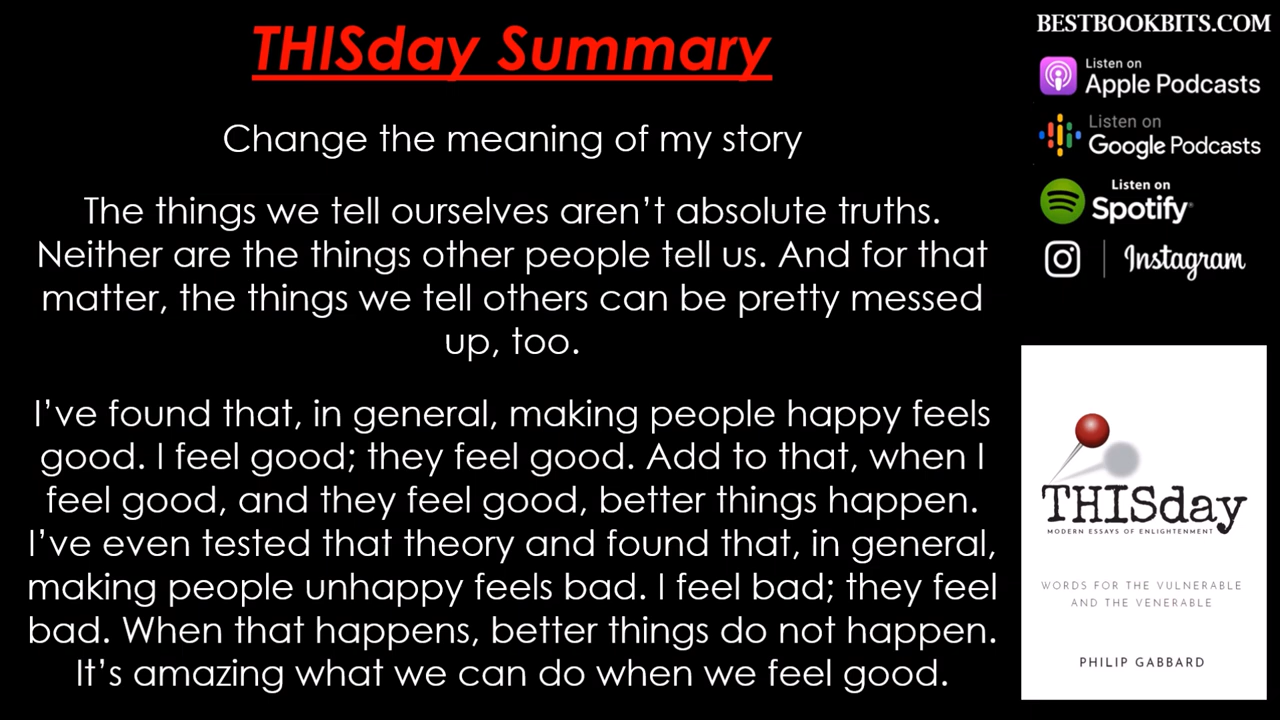 THISday Summary
Change the meaning of my story
The things we tell ourselves aren’t absolute truths.
Neither are the things other people tell us. And for that
matter, the things we tell others can be pretty messed
up, too.
I’ve found that, in general, making people happy feels
good. I feel good; they feel good. Add to that, when I
feel good, and they feel good, better things happen.
I’ve even tested that theory and found that, in general,
making people unhappy feels bad. I feel bad; they feel
bad. When that happens, better things do not happen.
It’s amazing what we can do when we feel good.
BESTBOOKBITS.COM
Listen on
Apple Podcasts
Listen on
Google Podcasts
Listen on
Spotify
Instagram
THISday
MODERN ESSAYS OF ENLIGHTENMENT
WORDS FOR THE VULNERABLE
AND THE VENERABLE
PHILIP GABBARD